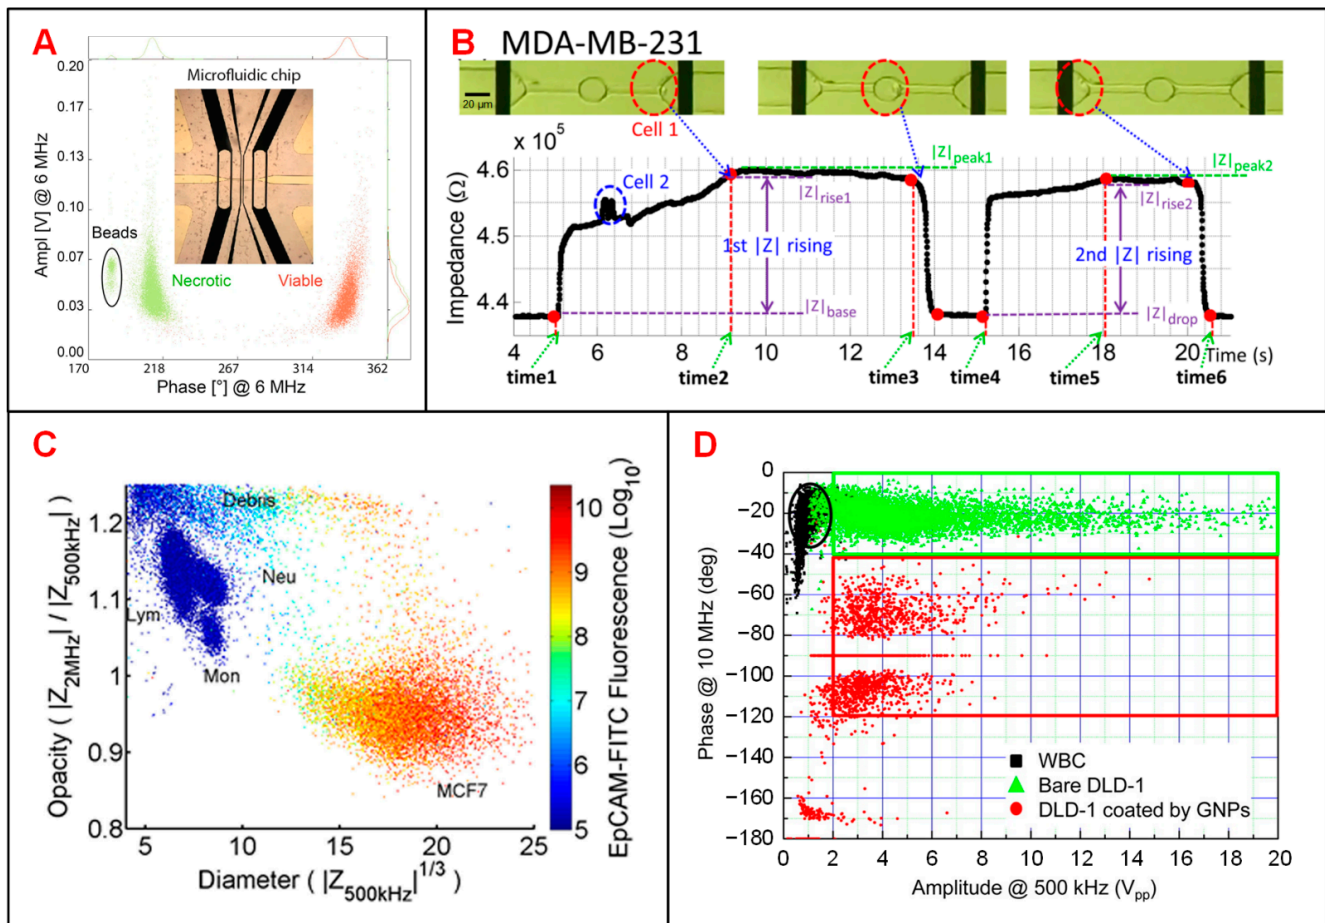 A
Microfluidic chip
Beads
Necrotic
Viable
Ampl [V] @ 6 MHz
0.20
0.17
0.13
0.10
0.07
0.03
0.00
170
218
267
314
362
Phase [°] @ 6 MHz
B
MDA-MB-231
20 µm
Cell 1
x 10⁵
Cell 2
|Z|peak1
|Z|peak2
|Z|rise1
|Z|rise2
1st |Z| rising
2nd |Z| rising
|Z|base
|Z|drop
Impedance (Ω)
4.6
4.5
4.4
4
6
8
10
12
14
16
18
20
Time (s)
time1
time2
time3
time4
time5
time6
C
Debris
Neu
Lym
Mon
MCF7
Opacity ( |Z2MHz| / |Z500kHz| )
1.2
1.1
1
0.9
0.8
5
10
15
20
25
Diameter ( |Z500kHz|^1/3 )
10
9
8
7
6
5
EpCAM-FITC Fluorescence (Log10)
D
Phase @ 10 MHz (deg)
0
−20
−40
−60
−80
−100
−120
−140
−160
−180
WBC
Bare DLD-1
DLD-1 coated by GNPs
0
2
4
6
8
10
12
14
16
18
20
Amplitude @ 500 kHz (Vpp)